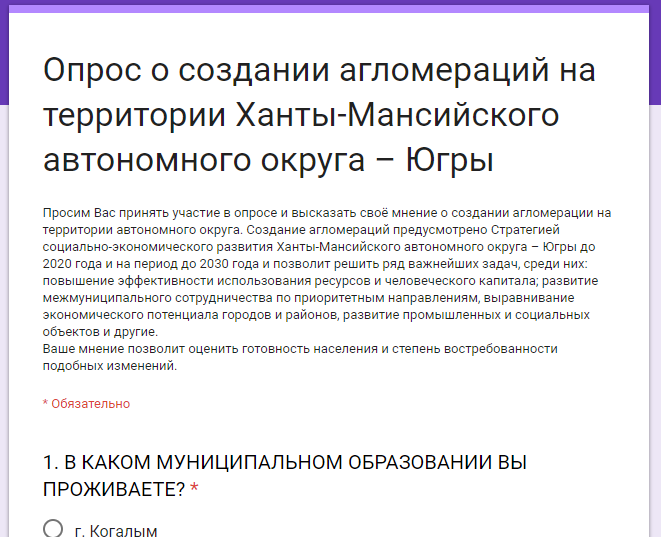 Опрос о создании агломераций на
территории Ханты-Мансийского
автономного округа – Югры
Просим Вас принять участие в опросе и высказать своё мнение о создании агломерации на
территории автономного округа. Создание агломераций предусмотрено Стратегией
социально-экономического развития Ханты-Мансийского автономного округа – Югры до
2020 года и на период до 2030 года и позволит решить ряд важнейших задач, среди них:
повышение эффективности использования ресурсов и человеческого капитала; развитие
межмуниципального сотрудничества по приоритетным направлениям, выравнивание
экономического потенциала городов и районов, развитие промышленных и социальных
объектов и другие.
Ваше мнение позволит оценить готовность населения и степень востребованности
подобных изменений.
* Обязательно
1. В КАКОМ МУНИЦИПАЛЬНОМ ОБРАЗОВАНИИ ВЫ
ПРОЖИВАЕТЕ? *
г. Когалым